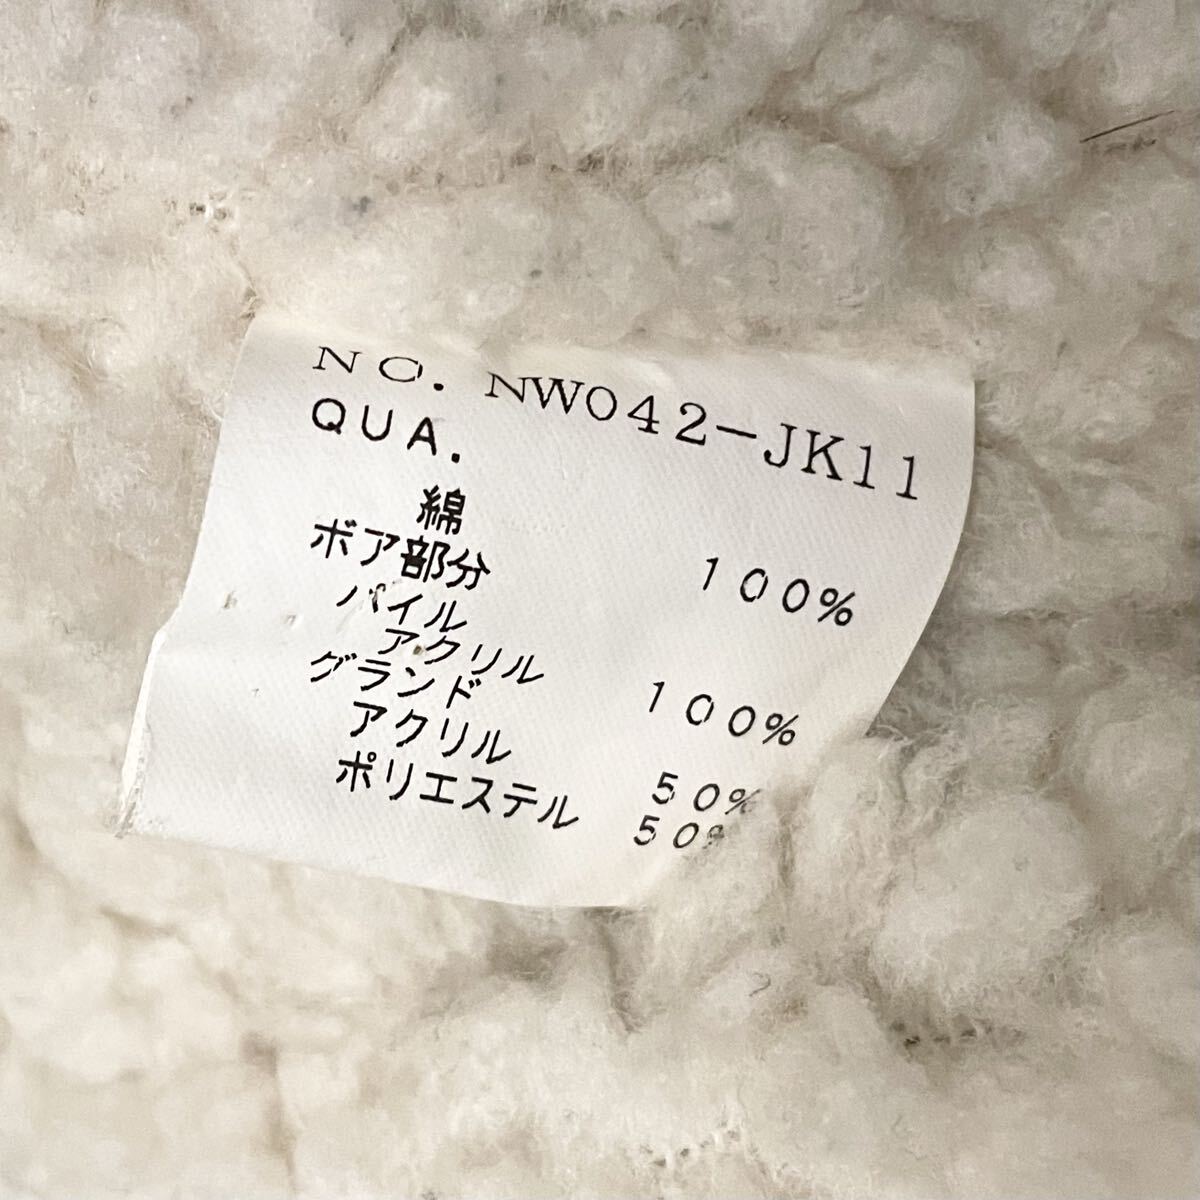 NO. NW042-JK11
QUA.
綿 100%
ボア部分
パイル
アクリル 100%
グランド
アクリル 50%
ポリエステル 50%